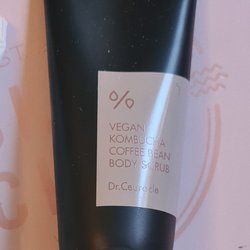 %
VEGAN
KOMBUCHA
COFFEE BEAN
BODY SCRUB
Dr.Ceuracle